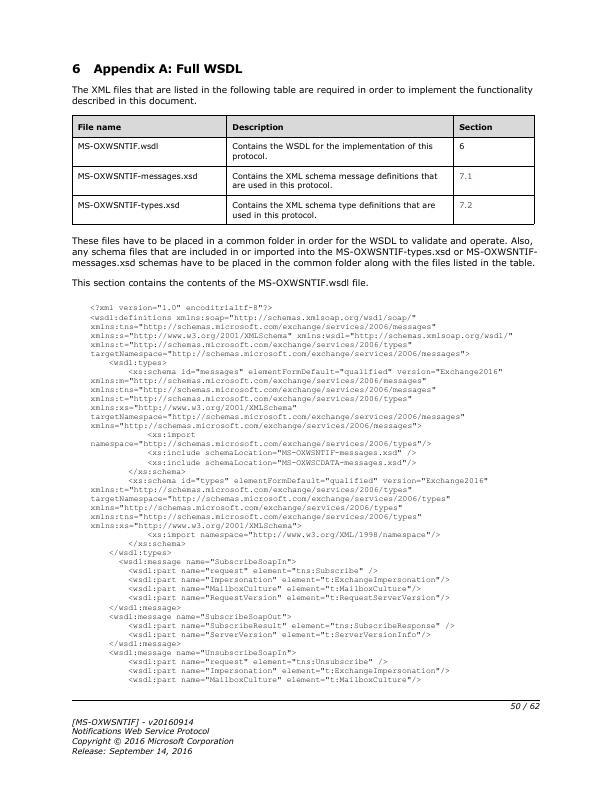 6 Appendix A: Full WSDL
The XML files that are listed in the following table are required in order to implement the functionality
described in this document.
File name Description Section
MS-OXWSNTIF.wsdl Contains the WSDL for the implementation of this
protocol. 6
MS-OXWSNTIF-messages.xsd Contains the XML schema message definitions that
are used in this protocol. 7.1
MS-OXWSNTIF-types.xsd Contains the XML schema type definitions that are
used in this protocol. 7.2
These files have to be placed in a common folder in order for the WSDL to validate and operate. Also,
any schema files that are included in or imported into the MS-OXWSNTIF-types.xsd or MS-OXWSNTIF-
messages.xsd schemas have to be placed in the common folder along with the files listed in the table.
This section contains the contents of the MS-OXWSNTIF.wsdl file.
<?xml version="1.0" encoditrialtf-8"?>
<wsdl:definitions xmlns:soap="http://schemas.xmlsoap.org/wsdl/soap/"
xmlns:tns="http://schemas.microsoft.com/exchange/services/2006/messages"
xmlns:s="http://www.w3.org/2001/XMLSchema" xmlns:wsdl="http://schemas.xmlsoap.org/wsdl/"
xmlns:t="http://schemas.microsoft.com/exchange/services/2006/types"
targetNamespace="http://schemas.microsoft.com/exchange/services/2006/messages">
<wsdl:types>
<xs:schema id="messages" elementFormDefault="qualified" version="Exchange2016"
xmlns:m="http://schemas.microsoft.com/exchange/services/2006/messages"
xmlns:tns="http://schemas.microsoft.com/exchange/services/2006/messages"
xmlns:t="http://schemas.microsoft.com/exchange/services/2006/types"
xmlns:xs="http://www.w3.org/2001/XMLSchema"
targetNamespace="http://schemas.microsoft.com/exchange/services/2006/messages"
xmlns="http://schemas.microsoft.com/exchange/services/2006/messages">
<xs:import
namespace="http://schemas.microsoft.com/exchange/services/2006/types"/>
<xs:include schemaLocation="MS-OXWSNTIF-messages.xsd" />
<xs:include schemaLocation="MS-OXWSCDATA-messages.xsd"/>
</xs:schema>
<xs:schema id="types" elementFormDefault="qualified" version="Exchange2016"
xmlns:t="http://schemas.microsoft.com/exchange/services/2006/types"
targetNamespace="http://schemas.microsoft.com/exchange/services/2006/types"
xmlns="http://schemas.microsoft.com/exchange/services/2006/types"
xmlns:tns="http://schemas.microsoft.com/exchange/services/2006/types"
xmlns:xs="http://www.w3.org/2001/XMLSchema">
<xs:import namespace="http://www.w3.org/XML/1998/namespace"/>
</xs:schema>
</wsdl:types>
<wsdl:message name="SubscribeSoapIn">
<wsdl:part name="request" element="tns:Subscribe" />
<wsdl:part name="Impersonation" element="t:ExchangeImpersonation"/>
<wsdl:part name="MailboxCulture" element="t:MailboxCulture"/>
<wsdl:part name="RequestVersion" element="t:RequestServerVersion"/>
</wsdl:message>
<wsdl:message name="SubscribeSoapOut">
<wsdl:part name="SubscribeResult" element="tns:SubscribeResponse" />
<wsdl:part name="ServerVersion" element="t:ServerVersionInfo"/>
</wsdl:message>
<wsdl:message name="UnsubscribeSoapIn">
<wsdl:part name="request" element="tns:Unsubscribe" />
<wsdl:part name="Impersonation" element="t:ExchangeImpersonation"/>
<wsdl:part name="MailboxCulture" element="t:MailboxCulture"/>
50 / 62
[MS-OXWSNTIF] - v20160914
Notifications Web Service Protocol
Copyright © 2016 Microsoft Corporation
Release: September 14, 2016